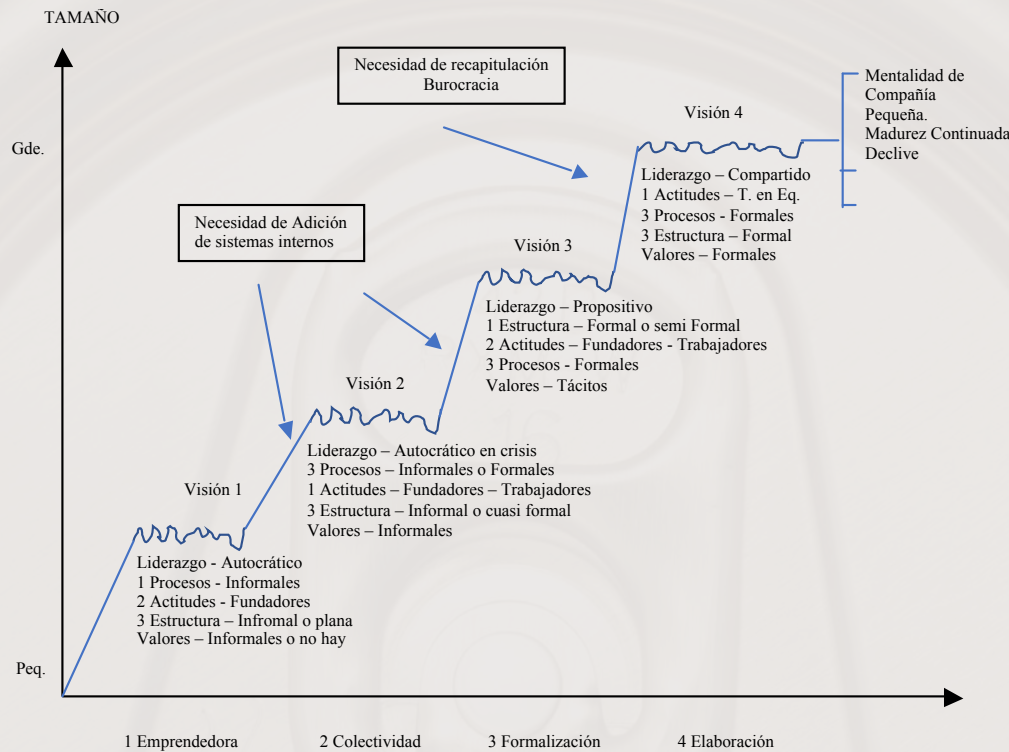 TAMAÑO
Necesidad de recapitulación
Burocracia
Mentalidad de
Compañía
Pequeña.
Madurez Continuada
Declive
Visión 4
Gde.
Liderazgo – Compartido
1 Actitudes – T. en Eq.
3 Procesos - Formales
3 Estructura – Formal
Valores – Formales
Necesidad de Adición
de sistemas internos
Visión 3
Liderazgo – Propositivo
1 Estructura – Formal o semi Formal
2 Actitudes – Fundadores - Trabajadores
3 Procesos - Formales
Valores – Tácitos
Visión 2
Liderazgo – Autocrático en crisis
3 Procesos – Informales o Formales
1 Actitudes – Fundadores – Trabajadores
3 Estructura – Informal o cuasi formal
Valores – Informales
Visión 1
Liderazgo - Autocrático
1 Procesos - Informales
2 Actitudes - Fundadores
3 Estructura – Infromal o plana
Valores – Informales o no hay
Peq.
1 Emprendedora
2 Colectividad
3 Formalización
4 Elaboración
16